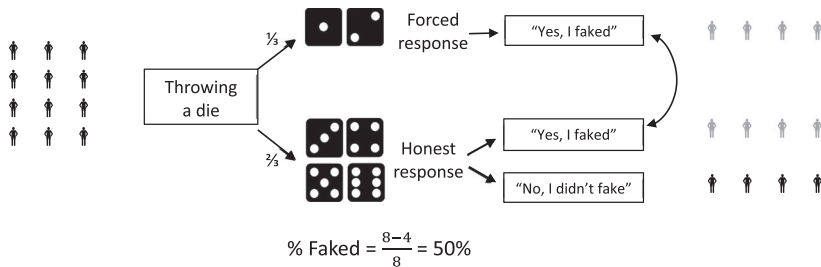 Throwing
a die
⅓
⅔
Forced
response
Honest
response
“Yes, I faked”
“Yes, I faked”
“No, I didn’t fake”
% Faked = (8−4)/8 = 50%